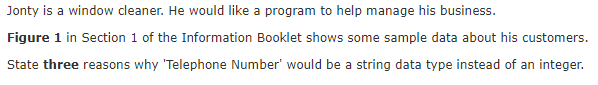 Jonty is a window cleaner. He would like a program to help manage his business.
Figure 1 in Section 1 of the Information Booklet shows some sample data about his customers.
State three reasons why 'Telephone Number' would be a string data type instead of an integer.